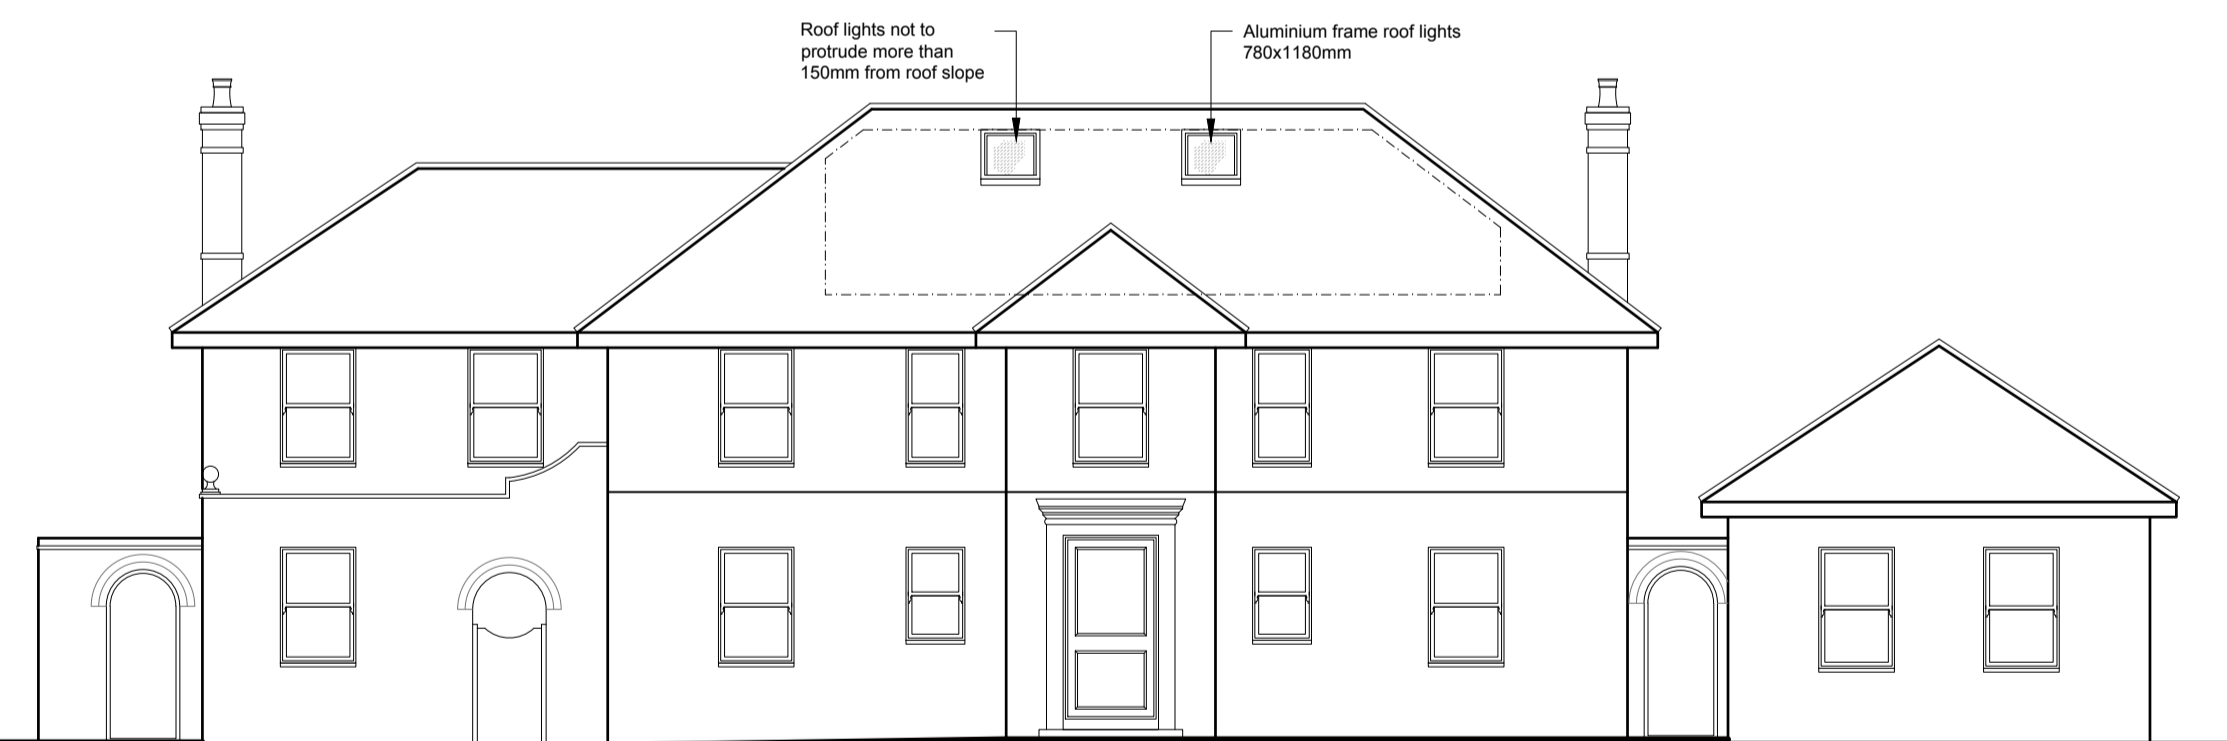 Roof lights not to
protrude more than
150mm from roof slope
Aluminium frame roof lights
780x1180mm